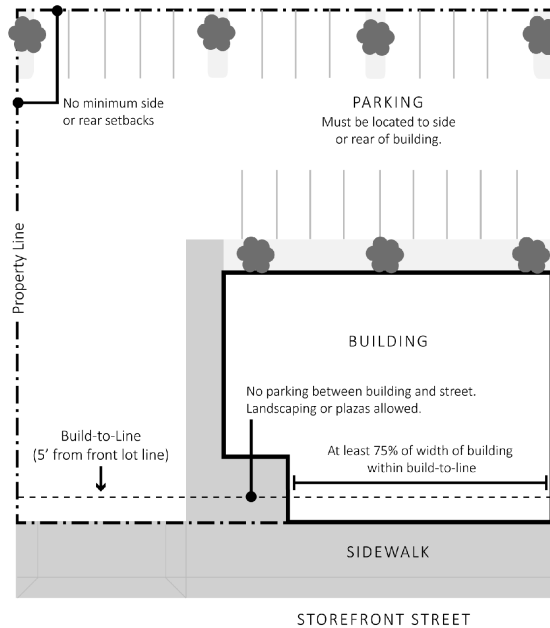 No minimum side
or rear setbacks
PARKING
Must be located to side
or rear of building.
Property Line
BUILDING
No parking between building and street.
Landscaping or plazas allowed.
Build-to-Line
(5’ from front lot line)
At least 75% of width of building
within build-to-line
SIDEWALK
STOREFRONT STREET